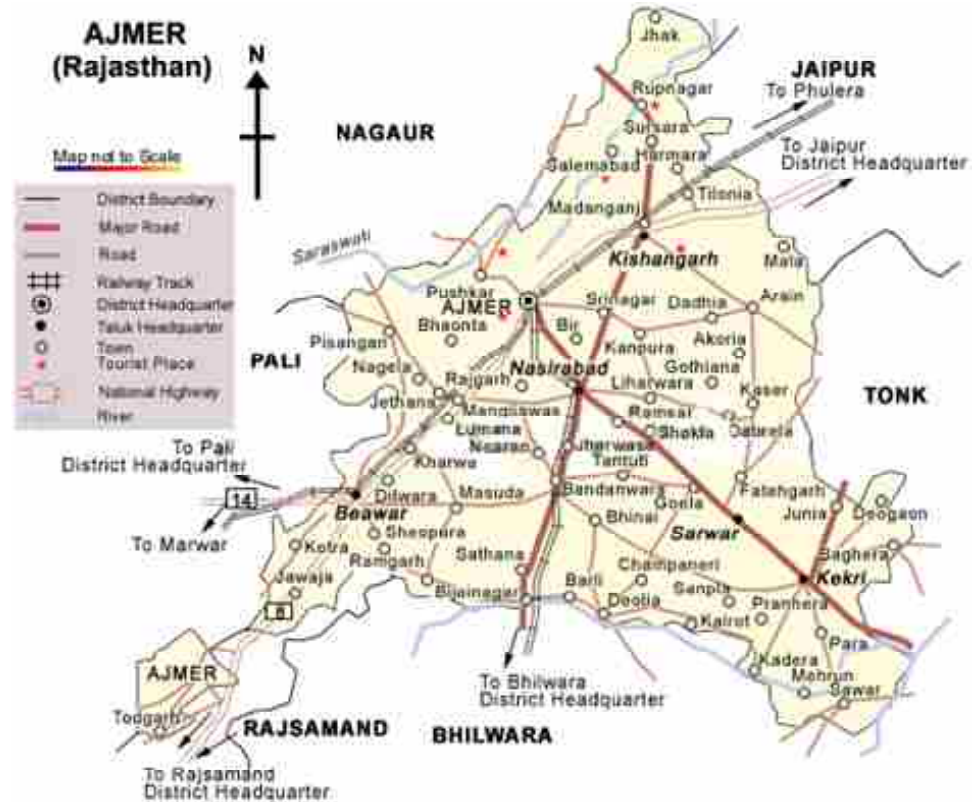 AJMER
(Rajasthan)
N
Map not to Scale
District Boundary
Major Road
Road
Railway Track
District Headquarter
Taluk Headquarter
Town
Tourist Place
National Highway
River
NAGAUR
JAIPUR
To Phulera
To Jaipur
District Headquarter
Jhak
Rupnagar
Sursara
Salemabad
Harmara
Tilonia
Madanganj
Kishangarh
Mala
Saraswati
Pushkar
AJMER
Srinagar
Dadhia
Arain
Pisangan
Bhaonta
Bir
Kanpura
Akoria
PALI
Nagela
Rajgarh
Nasirabad
Gothiana
Jethana
Mangliawas
Liharwara
Kaser
TONK
Lumana
Ramsar
Shokla
Kharwa
Jharwasa
Tantuti
To Pali
District Headquarter
14
Dilwara
Masuda
Bandanwara
Goela
Fatehgarh
Junia
Deogaon
Beawar
To Marwar
Sheopura
Bhinai
Sarwar
Baghera
Kotra
Ramgarh
Sathana
Champaneri
Kekri
Jawaja
Bijainagar
Barli
Sanpla
8
Deolia
Kairot
Pranhera
Para
AJMER
To Bhilwara
District Headquarter
Kadera
Mehrun
Sawar
Todgarh
RAJSAMAND
BHILWARA
To Rajsamand
District Headquarter